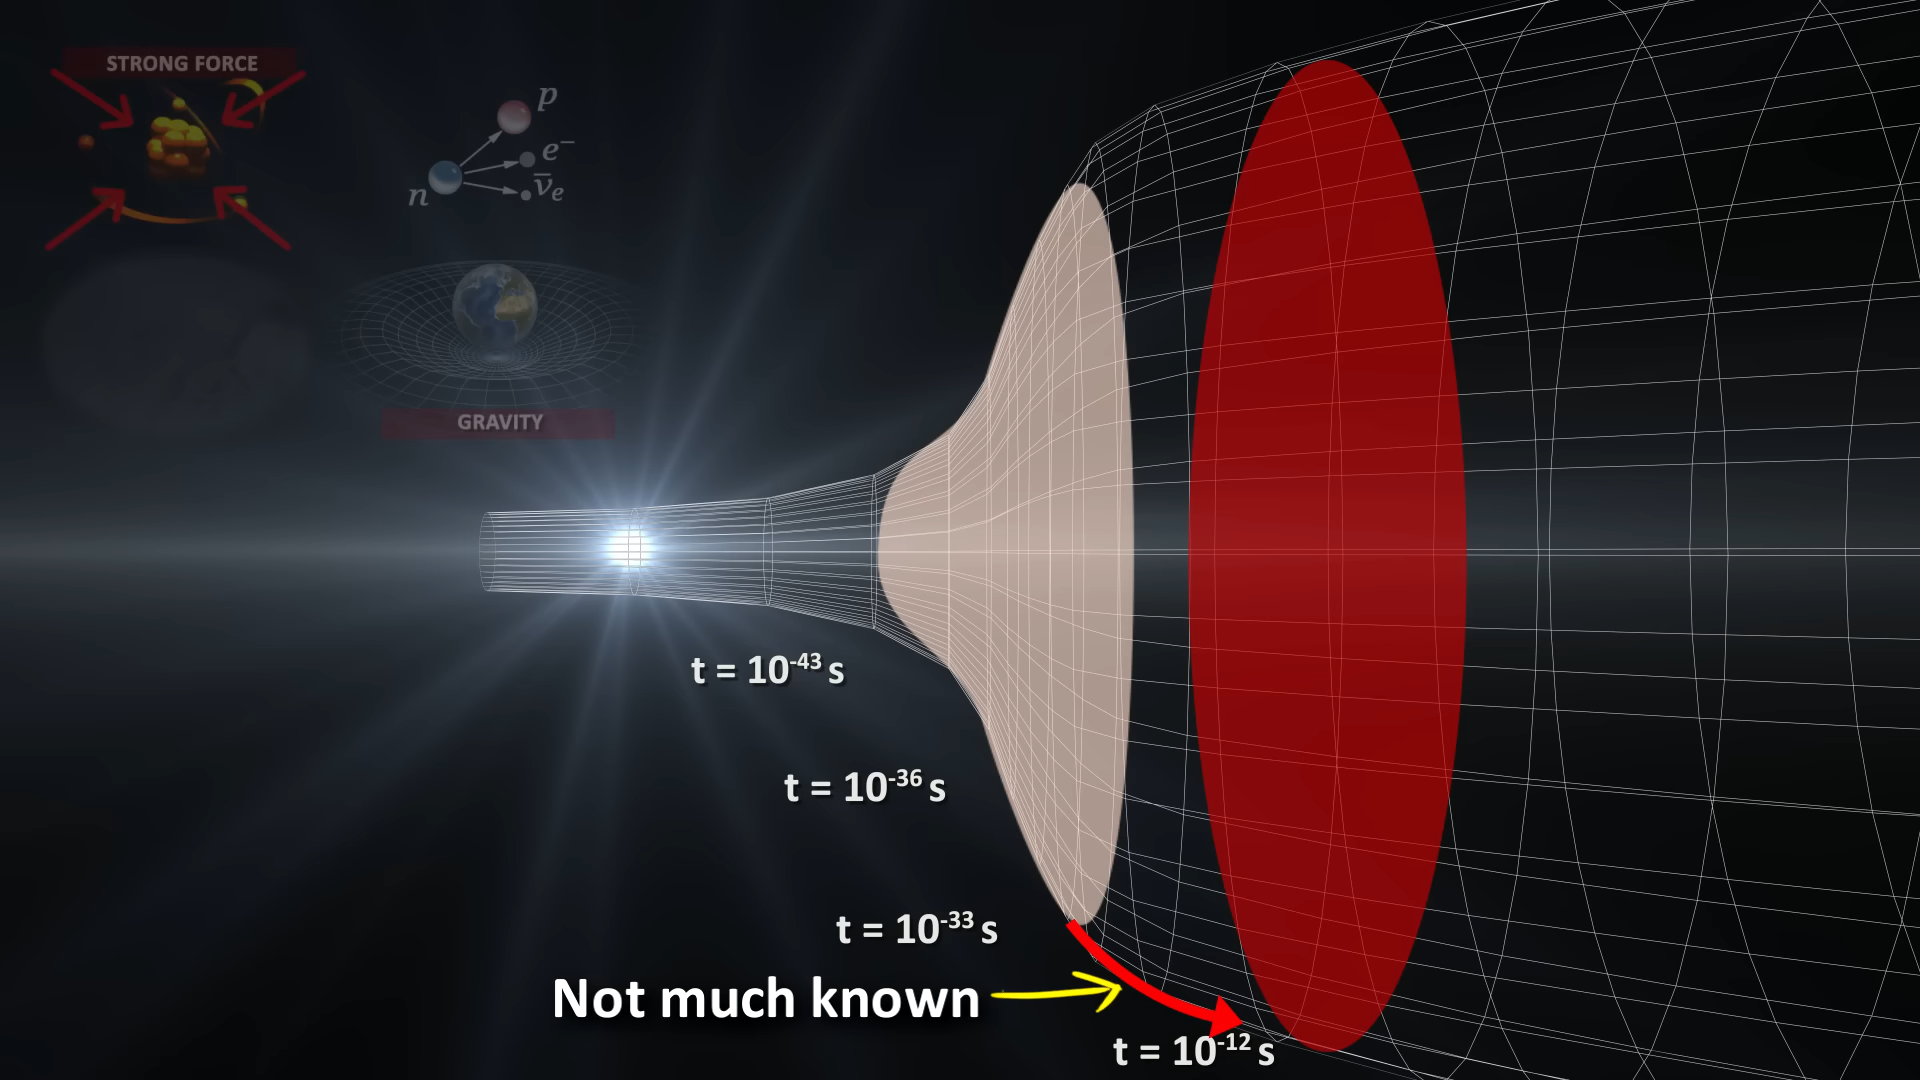 STRONG FORCE
p
e⁻
n
ν̄ₑ
GRAVITY
t = 10⁻⁴³ s
t = 10⁻³⁶ s
t = 10⁻³³ s
Not much known
t = 10⁻¹² s